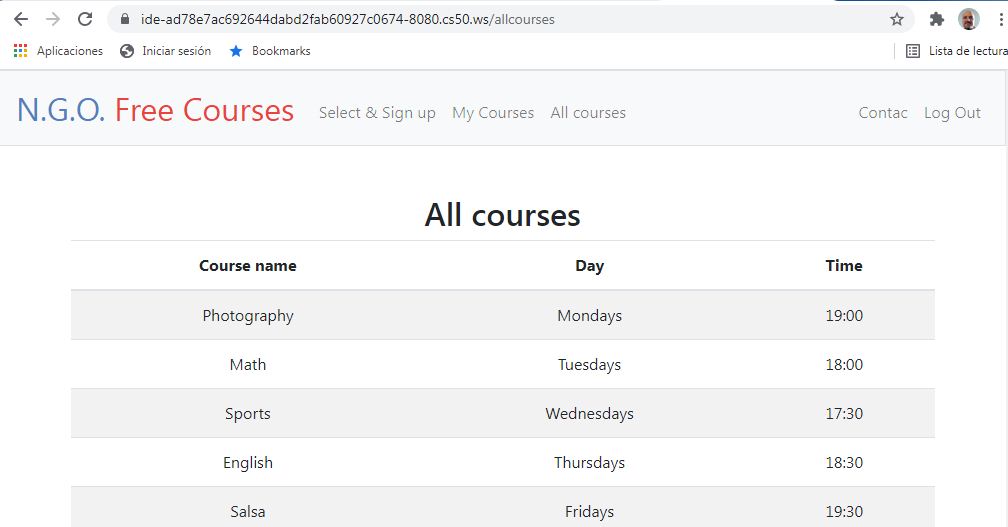 ide-ad78e7ac692644dabd2fab60927c0674-8080.cs50.ws/allcourses
Aplicaciones Iniciar sesión Bookmarks Lista de lectura
N.G.O. Free Courses Select & Sign up My Courses All courses Contac Log Out
All courses
Course name Day Time
Photography Mondays 19:00
Math Tuesdays 18:00
Sports Wednesdays 17:30
English Thursdays 18:30
Salsa Fridays 19:30